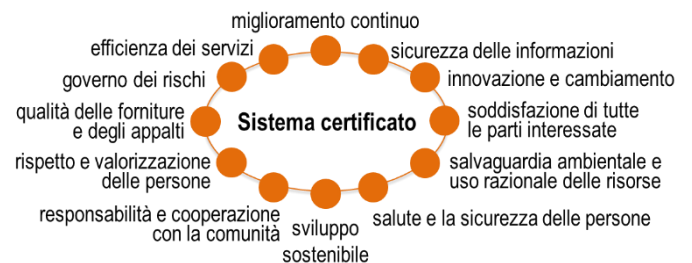 miglioramento continuo
efficienza dei servizi
sicurezza delle informazioni
governo dei rischi
innovazione e cambiamento
qualità delle forniture
e degli appalti
Sistema certificato
soddisfazione di tutte
le parti interessate
rispetto e valorizzazione
delle persone
salvaguardia ambientale e
uso razionale delle risorse
responsabilità e cooperazione
con la comunità
sviluppo
sostenibile
salute e la sicurezza delle persone